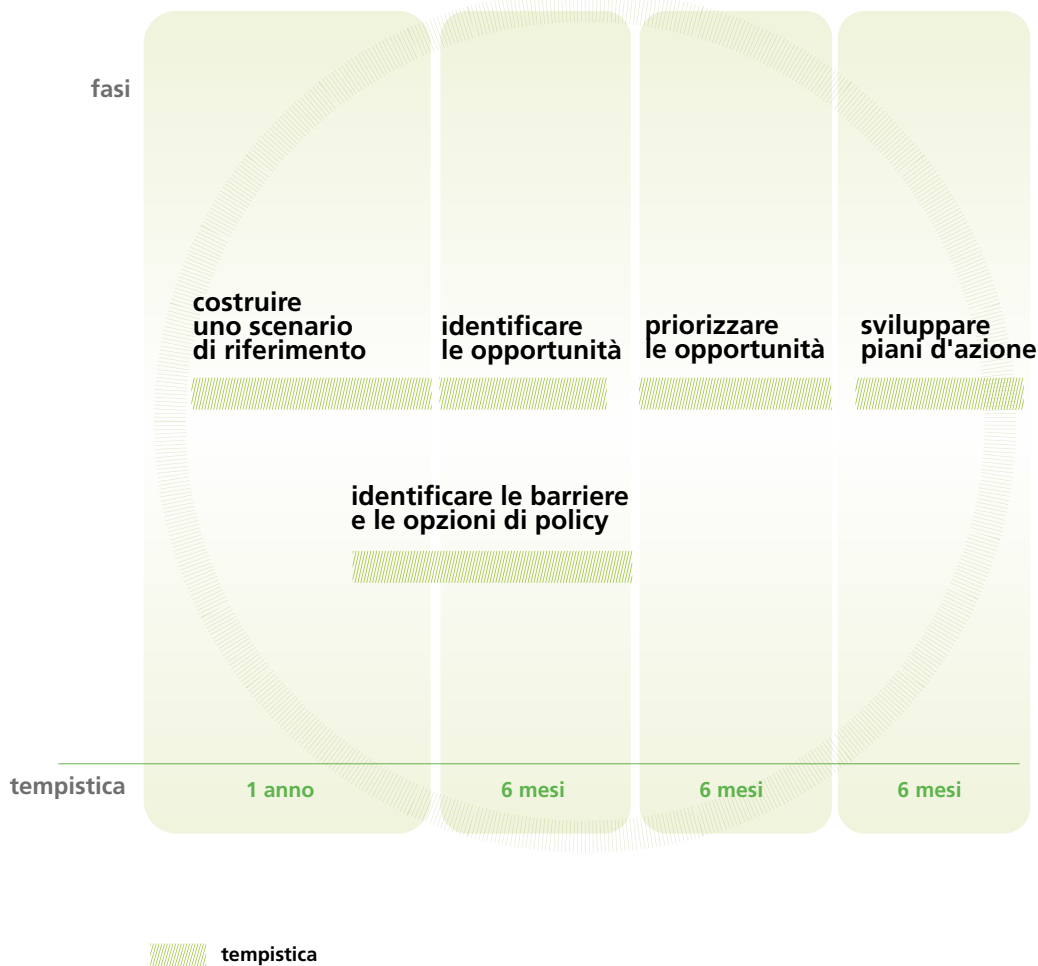 fasi
costruire
uno scenario
di riferimento
identificare
le opportunità
priorizzare
le opportunità
sviluppare
piani d'azione
identificare le barriere
e le opzioni di policy
tempistica
1 anno
6 mesi
6 mesi
6 mesi
tempistica